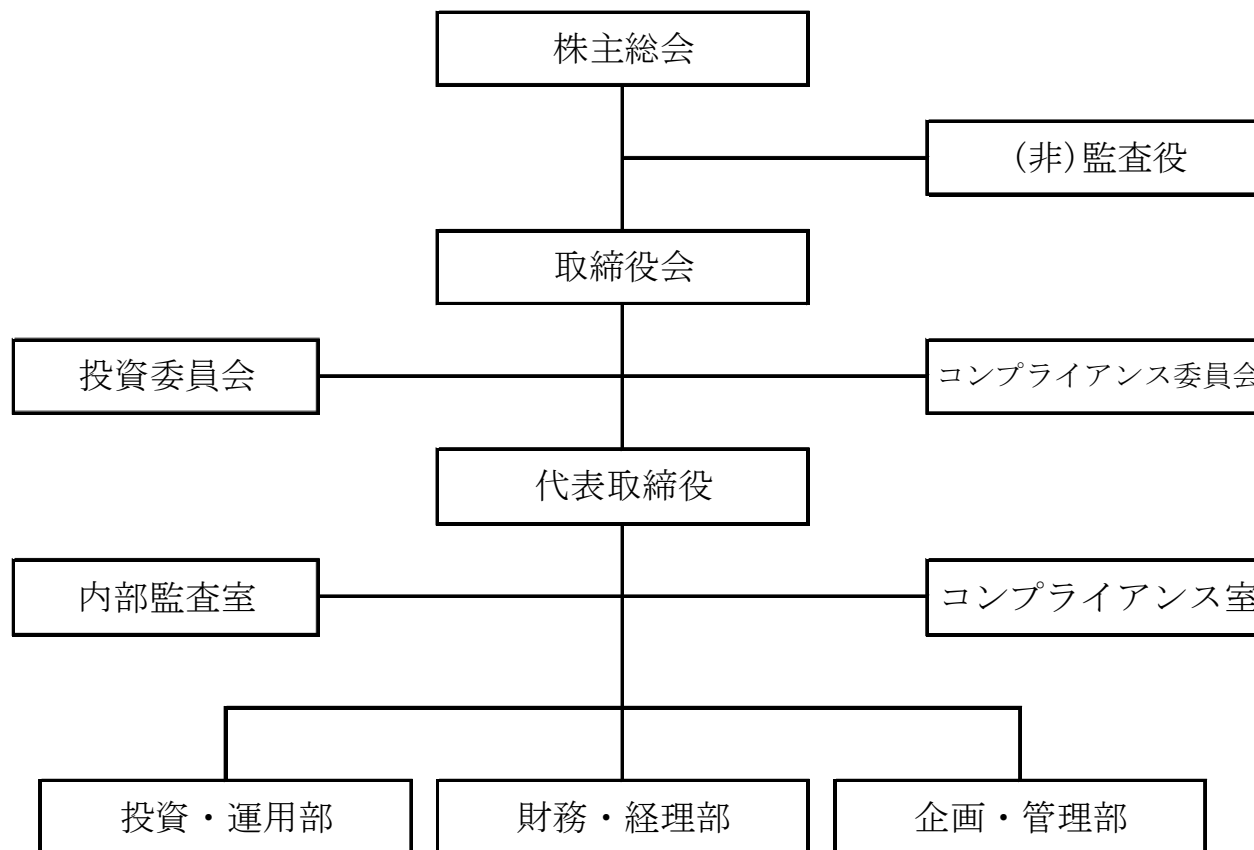 株主総会
(非)監査役
取締役会
投資委員会
コンプライアンス委員会
代表取締役
内部監査室
コンプライアンス室
投資・運用部
財務・経理部
企画・管理部